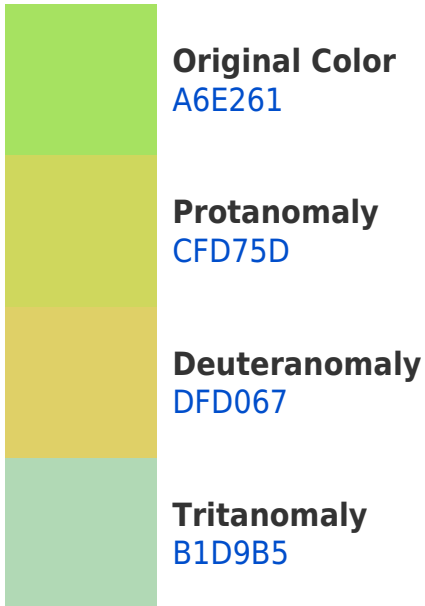 Original Color
A6E261
Protanomaly
CFD75D
Deuteranomaly
DFD067
Tritanomaly
B1D9B5